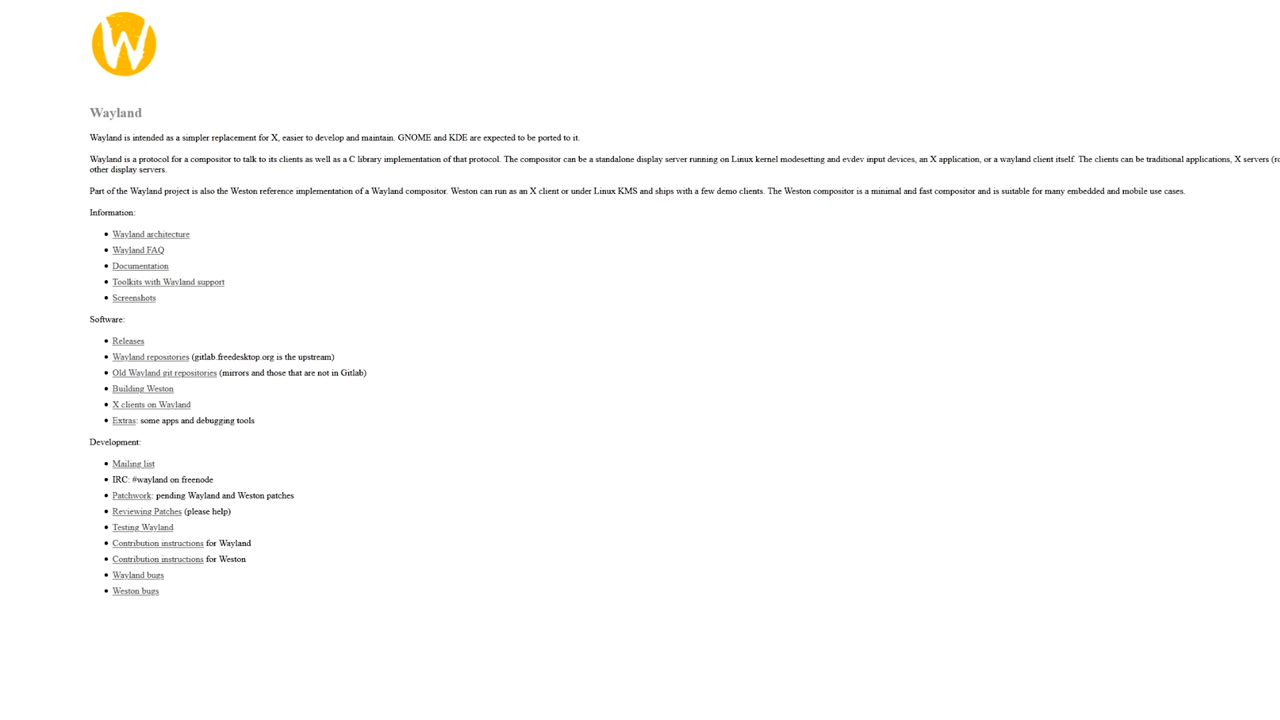 W
Wayland
Wayland is intended as a simpler replacement for X, easier to develop and maintain. GNOME and KDE are expected to be ported to it.
Wayland is a protocol for a compositor to talk to its clients as well as a C library implementation of that protocol. The compositor can be a standalone display server running on Linux kernel modesetting and evdev input devices, an X application, or a wayland client itself. The clients can be traditional applications, X servers
other display servers.
Part of the Wayland project is also the Weston reference implementation of a Wayland compositor. Weston can run as an X client or under Linux KMS and ships with a few demo clients. The Weston compositor is a minimal and fast compositor and is suitable for many embedded and mobile use cases.
Information:
• Wayland architecture
• Wayland FAQ
• Documentation
• Toolkits with Wayland support
• Screenshots
Software:
• Releases
• Wayland repositories (gitlab.freedesktop.org is the upstream)
• Old Wayland git repositories (mirrors and those that are not in Gitlab)
• Building Weston
• X clients on Wayland
• Extras: some apps and debugging tools
Development:
• Mailing list
• IRC: #wayland on freenode
• Patchwork: pending Wayland and Weston patches
• Reviewing Patches (please help)
• Testing Wayland
• Contribution instructions for Wayland
• Contribution instructions for Weston
• Wayland bugs
• Weston bugs